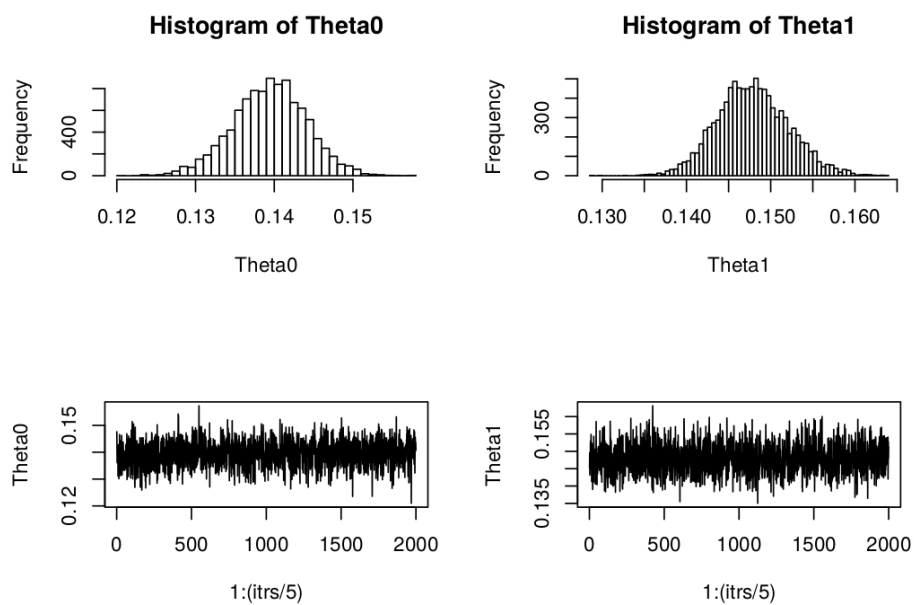 Histogram of Theta0
Frequency
0 400
0.12 0.13 0.14 0.15
Theta0
Histogram of Theta1
Frequency
0 300
0.130 0.140 0.150 0.160
Theta1
Theta0
0.12 0.15
0 500 1000 1500 2000
1:(itrs/5)
Theta1
0.135 0.155
0 500 1000 1500 2000
1:(itrs/5)